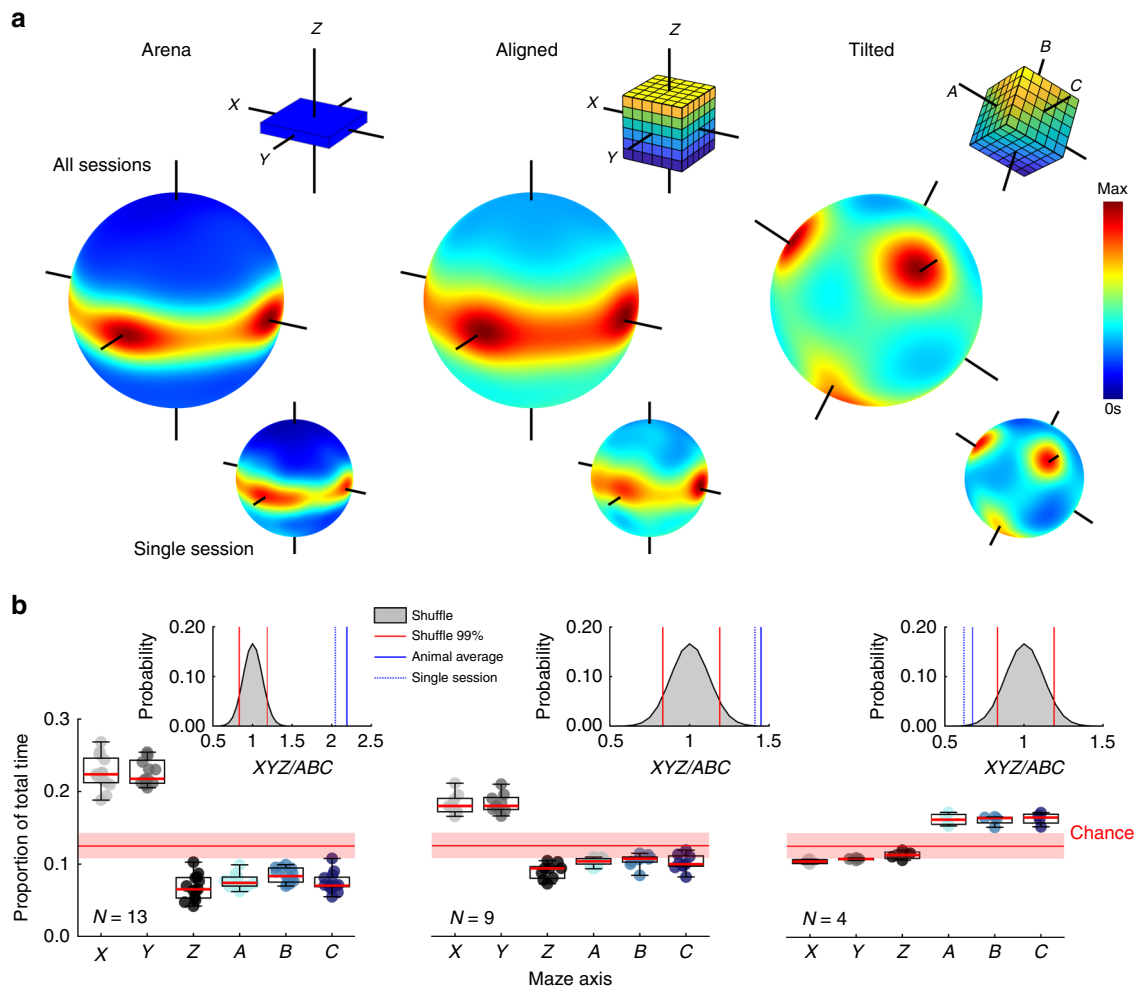 a
Arena
Aligned
Tilted
Z
X
Y
Z
X
Y
B
A
C
All sessions
Max
0s
Single session
b
Shuffle
Shuffle 99%
Animal average
Single session
Probability
0.20
0.10
0.00
0.5
1
1.5
2
2.5
XYZ/ABC
Probability
0.20
0.10
0.00
0.5
1
1.5
XYZ/ABC
Probability
0.20
0.10
0.00
0.5
1
1.5
XYZ/ABC
Proportion of total time
0.3
0.2
0.1
0.0
Chance
N = 13
N = 9
N = 4
X Y Z A B C
X Y Z A B C
X Y Z A B C
Maze axis